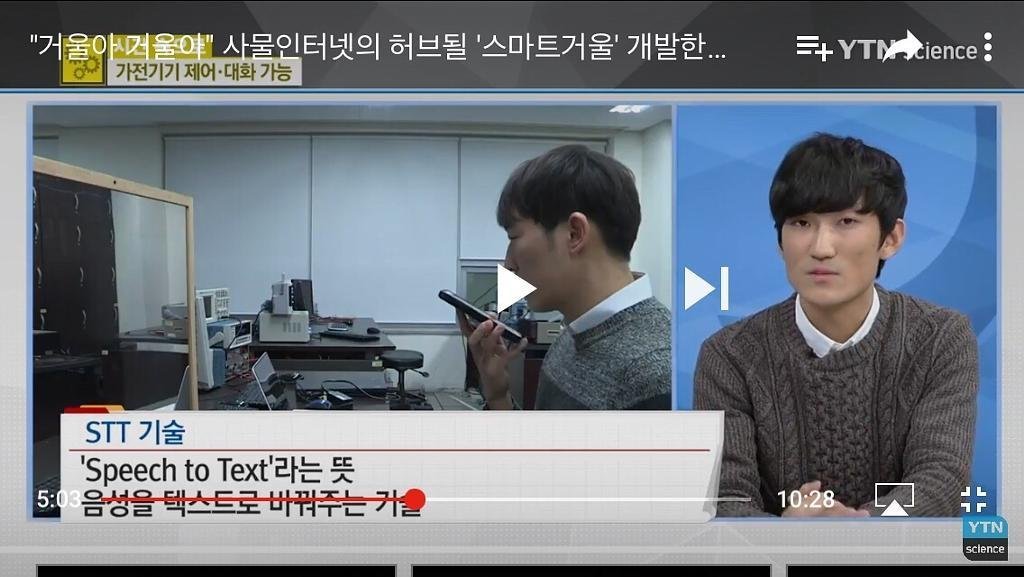 "거울아 거울아" 사물인터넷의 허브될 '스마트거울' 개발한...
YTN science
가전기기 제어·대화 가능
STT 기술
'Speech to Text'라는 뜻
음성을 텍스트로 바꿔주는 기술
5:03
10:28
YTN
science